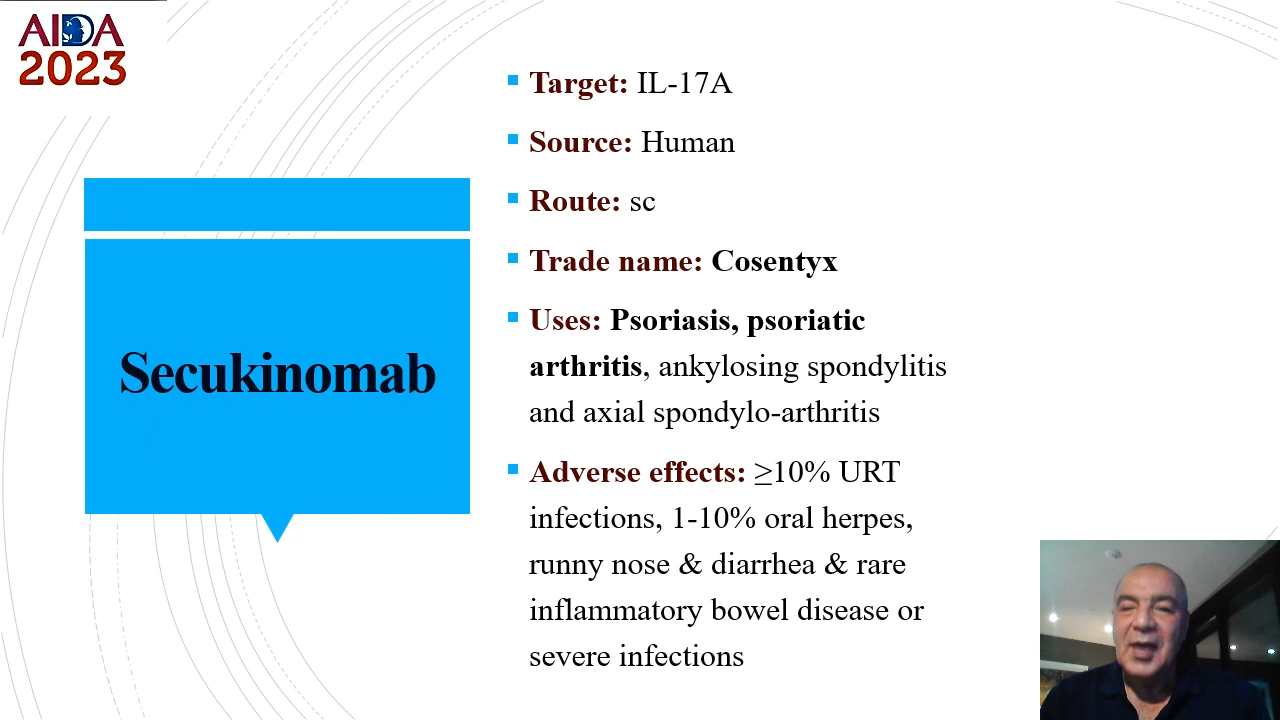 AIDA
2023
Target: IL-17A
Source: Human
Route: sc
Trade name: Cosentyx
Uses: Psoriasis, psoriatic
arthritis, ankylosing spondylitis
and axial spondylo-arthritis
Adverse effects: ≥10% URT
infections, 1-10% oral herpes,
runny nose & diarrhea & rare
inflammatory bowel disease or
severe infections
Secukinomab